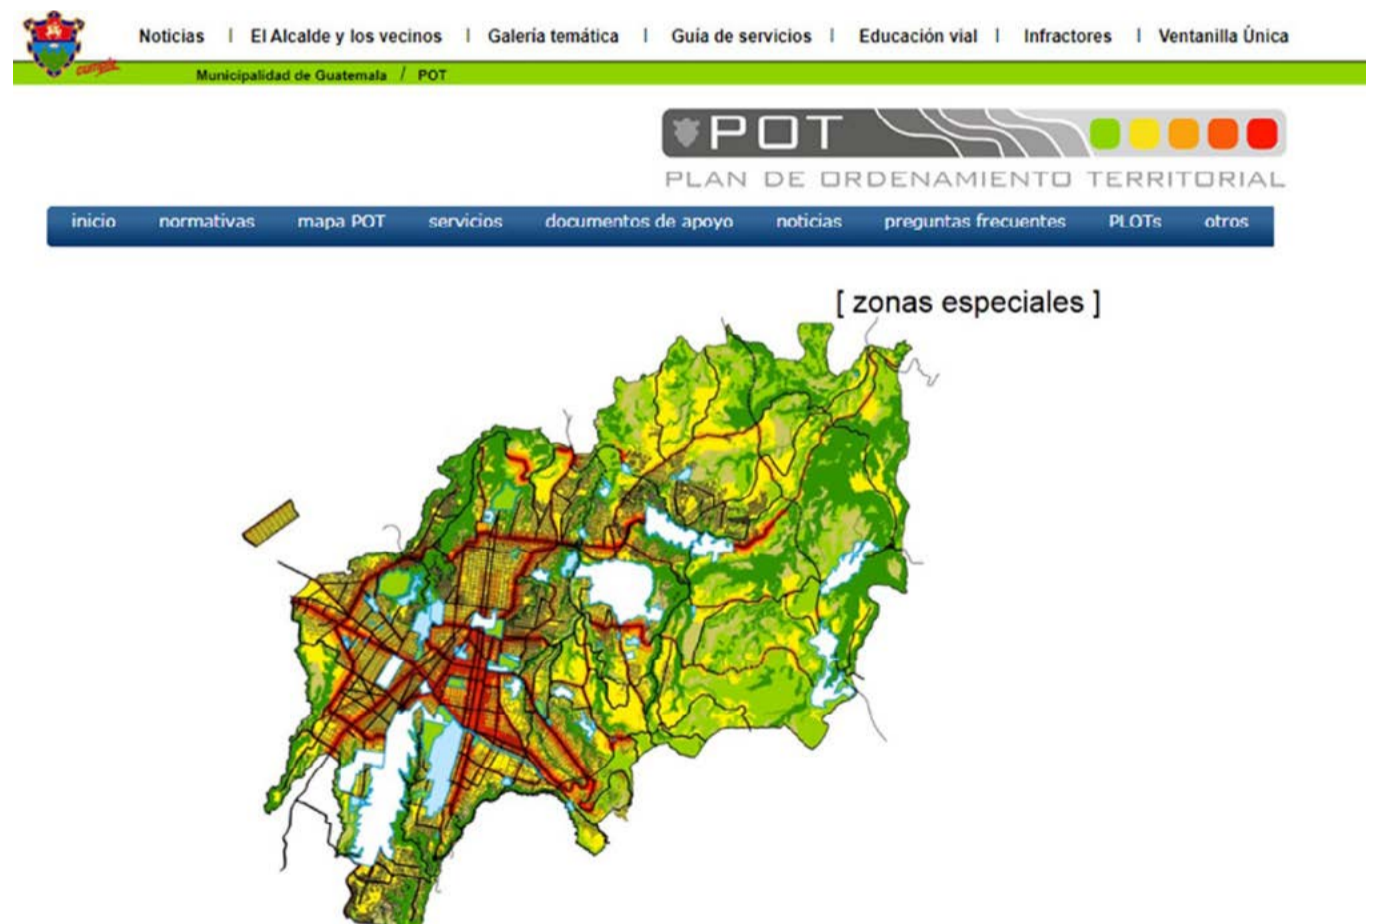 Noticias | El Alcalde y los vecinos | Galería temática | Guía de servicios | Educación vial | Infractores | Ventanilla Única
cumple
Municipalidad de Guatemala / POT
POT
PLAN DE ORDENAMIENTO TERRITORIAL
inicio normativas mapa POT servicios documentos de apoyo noticias preguntas frecuentes PLOTs otros
[ zonas especiales ]